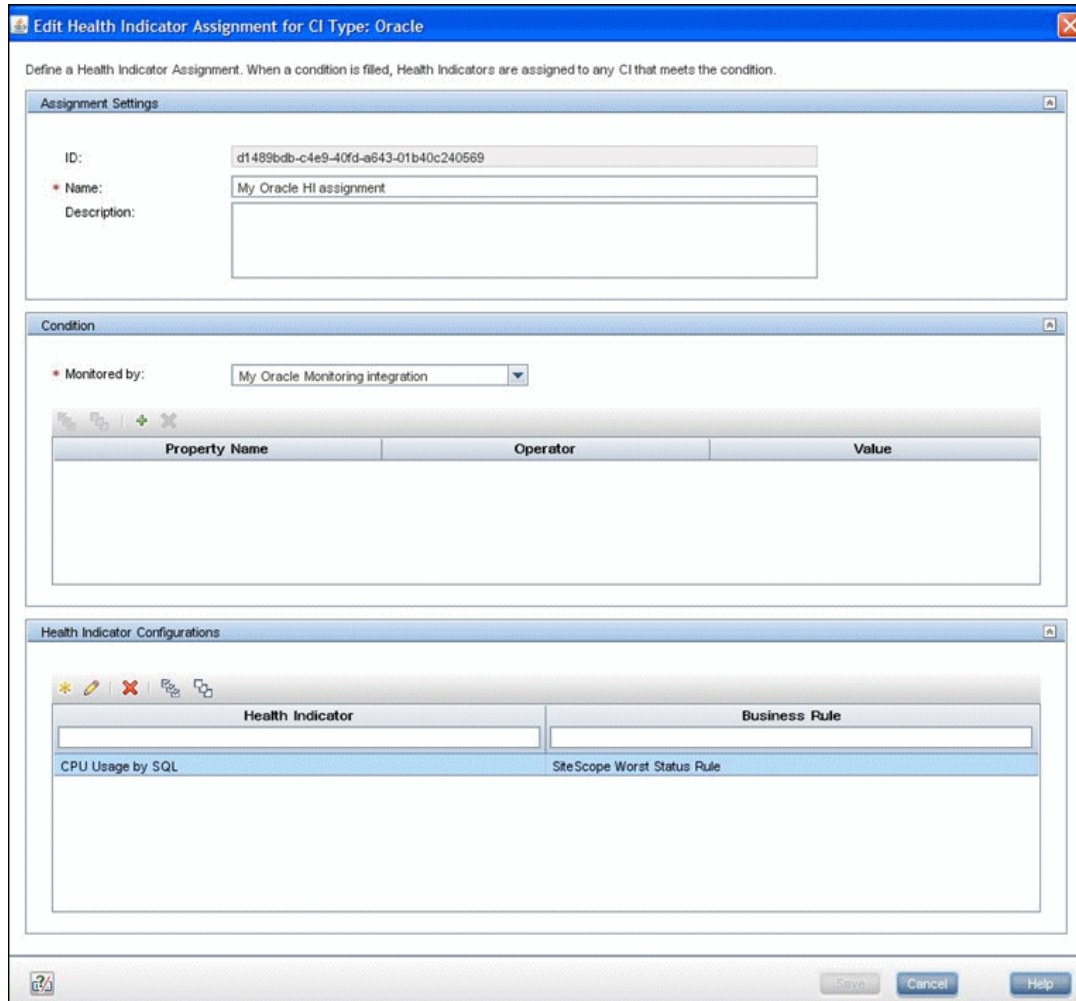 Edit Health Indicator Assignment for CI Type: Oracle
Define a Health Indicator Assignment. When a condition is filled, Health Indicators are assigned to any CI that meets the condition.
Assignment Settings
ID: d1489bdb-c4e9-40fd-a643-01b40c240569
* Name: My Oracle HI assignment
Description:
Condition
* Monitored by: My Oracle Monitoring integration
Property Name Operator Value
Health Indicator Configurations
Health Indicator Business Rule
CPU Usage by SQL SiteScope Worst Status Rule
Save Cancel Help